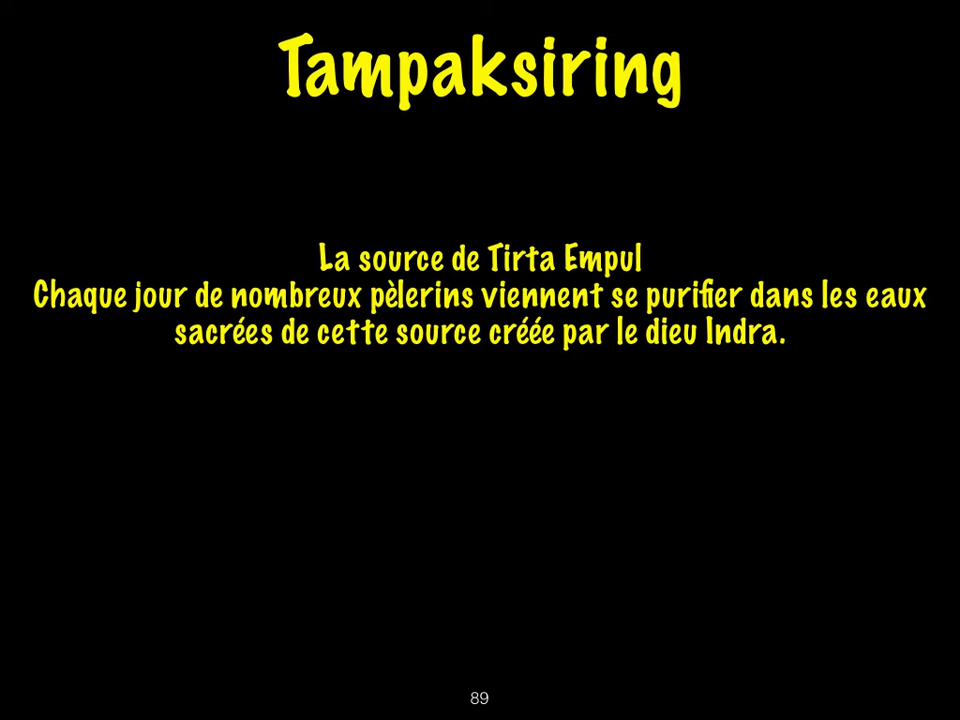 Tampaksiring
La source de Tirta Empul
Chaque jour de nombreux pèlerins viennent se purifier dans les eaux
sacrées de cette source créée par le dieu Indra.
89